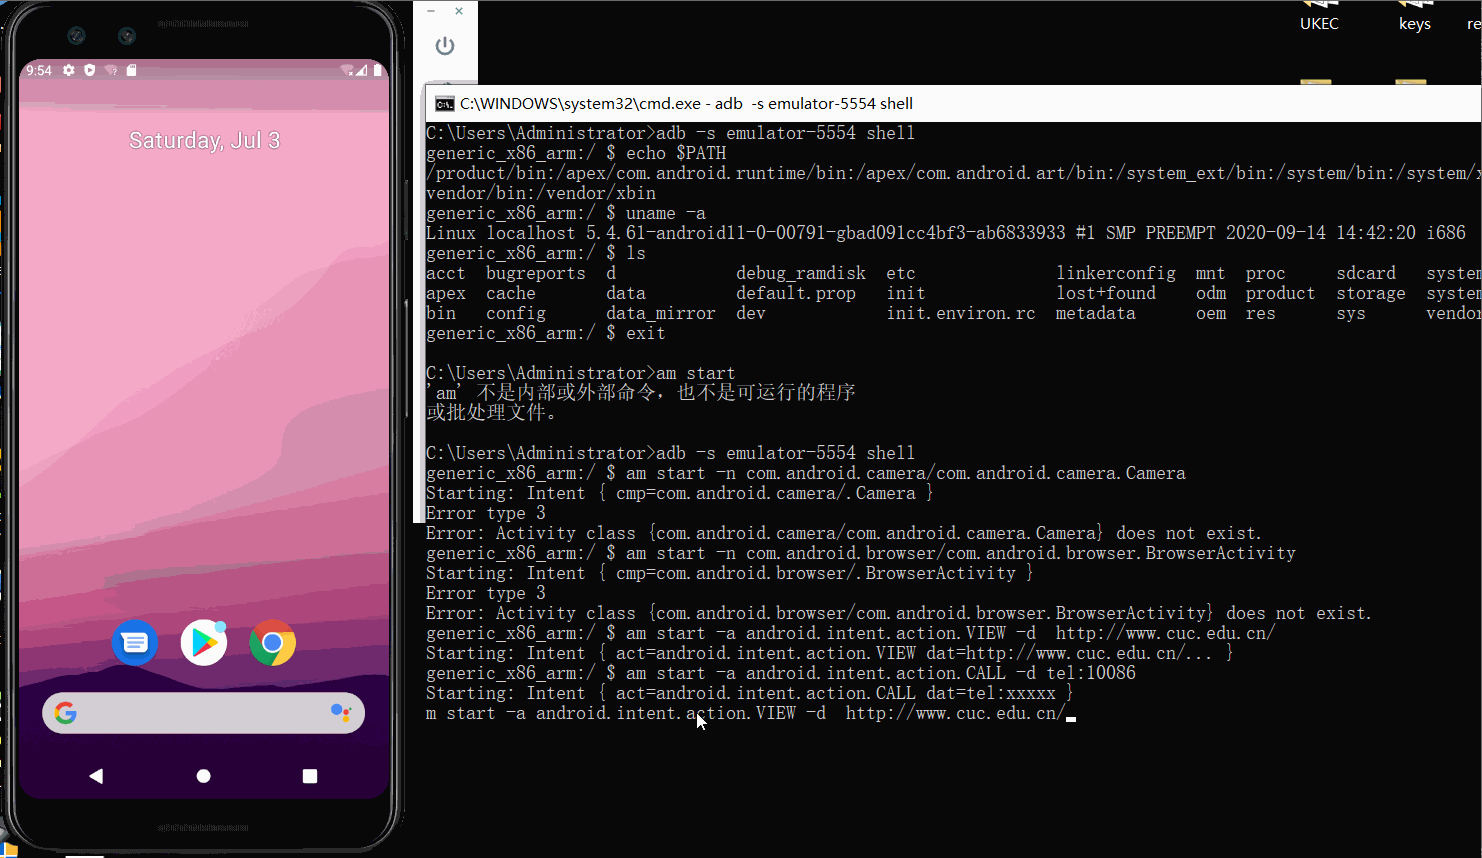 UKEC
keys
re
9:54
Saturday, Jul 3
C:\WINDOWS\system32\cmd.exe - adb  -s emulator-5554 shell
C:\Users\Administrator>adb -s emulator-5554 shell
generic_x86_arm:/ $ echo $PATH
/product/bin:/apex/com.android.runtime/bin:/apex/com.android.art/bin:/system_ext/bin:/system/bin:/system/x
vendor/bin:/vendor/xbin
generic_x86_arm:/ $ uname -a
Linux localhost 5.4.61-android11-0-00791-gbad091cc4bf3-ab6833933 #1 SMP PREEMPT 2020-09-14 14:42:20 i686
generic_x86_arm:/ $ ls
acct  bugreports  d           debug_ramdisk  etc              linkerconfig  mnt  proc     sdcard   system
apex  cache       data        default.prop   init             lost+found    odm  product  storage  system
bin   config      data_mirror  dev            init.environ.rc  metadata      oem  res      sys      vendor
generic_x86_arm:/ $ exit
C:\Users\Administrator>am start
'am' 不是内部或外部命令，也不是可运行的程序
或批处理文件。
C:\Users\Administrator>adb -s emulator-5554 shell
generic_x86_arm:/ $ am start -n com.android.camera/com.android.camera.Camera
Starting: Intent { cmp=com.android.camera/.Camera }
Error type 3
Error: Activity class {com.android.camera/com.android.camera.Camera} does not exist.
generic_x86_arm:/ $ am start -n com.android.browser/com.android.browser.BrowserActivity
Starting: Intent { cmp=com.android.browser/.BrowserActivity }
Error type 3
Error: Activity class {com.android.browser/com.android.browser.BrowserActivity} does not exist.
generic_x86_arm:/ $ am start -a android.intent.action.VIEW -d  http://www.cuc.edu.cn/
Starting: Intent { act=android.intent.action.VIEW dat=http://www.cuc.edu.cn/... }
generic_x86_arm:/ $ am start -a android.intent.action.CALL -d tel:10086
Starting: Intent { act=android.intent.action.CALL dat=tel:xxxxx }
m start -a android.intent.action.VIEW -d  http://www.cuc.edu.cn/